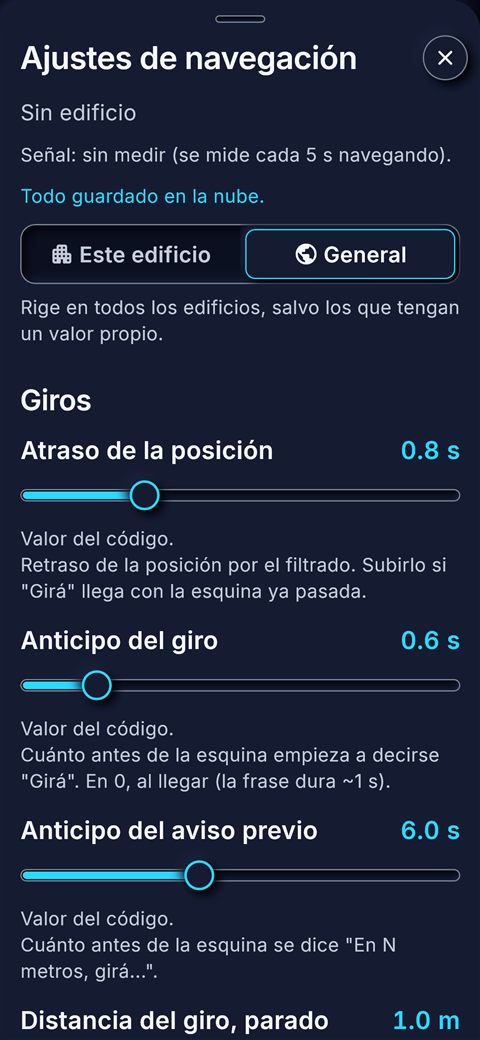 Ajustes de navegación
Sin edificio
Señal: sin medir (se mide cada 5 s navegando).
Todo guardado en la nube.
Este edificio
General
Rige en todos los edificios, salvo los que tengan
un valor propio.
Giros
Atraso de la posición 0.8 s
Valor del código.
Retraso de la posición por el filtrado. Subirlo si
"Girá" llega con la esquina ya pasada.
Anticipo del giro 0.6 s
Valor del código.
Cuánto antes de la esquina empieza a decirse
"Girá". En 0, al llegar (la frase dura ~1 s).
Anticipo del aviso previo 6.0 s
Valor del código.
Cuánto antes de la esquina se dice "En N
metros, girá...".
Distancia del giro, parado 1.0 m